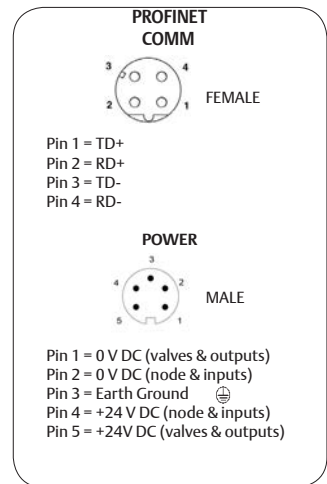 PROFINET
COMM
3 4
2 1
FEMALE
Pin 1 = TD+
Pin 2 = RD+
Pin 3 = TD-
Pin 4 = RD-
POWER
3
4 2
MALE
5 1
Pin 1 = 0 V DC (valves & outputs)
Pin 2 = 0 V DC (node & inputs)
Pin 3 = Earth Ground
Pin 4 = +24 V DC (node & inputs)
Pin 5 = +24V DC (valves & outputs)